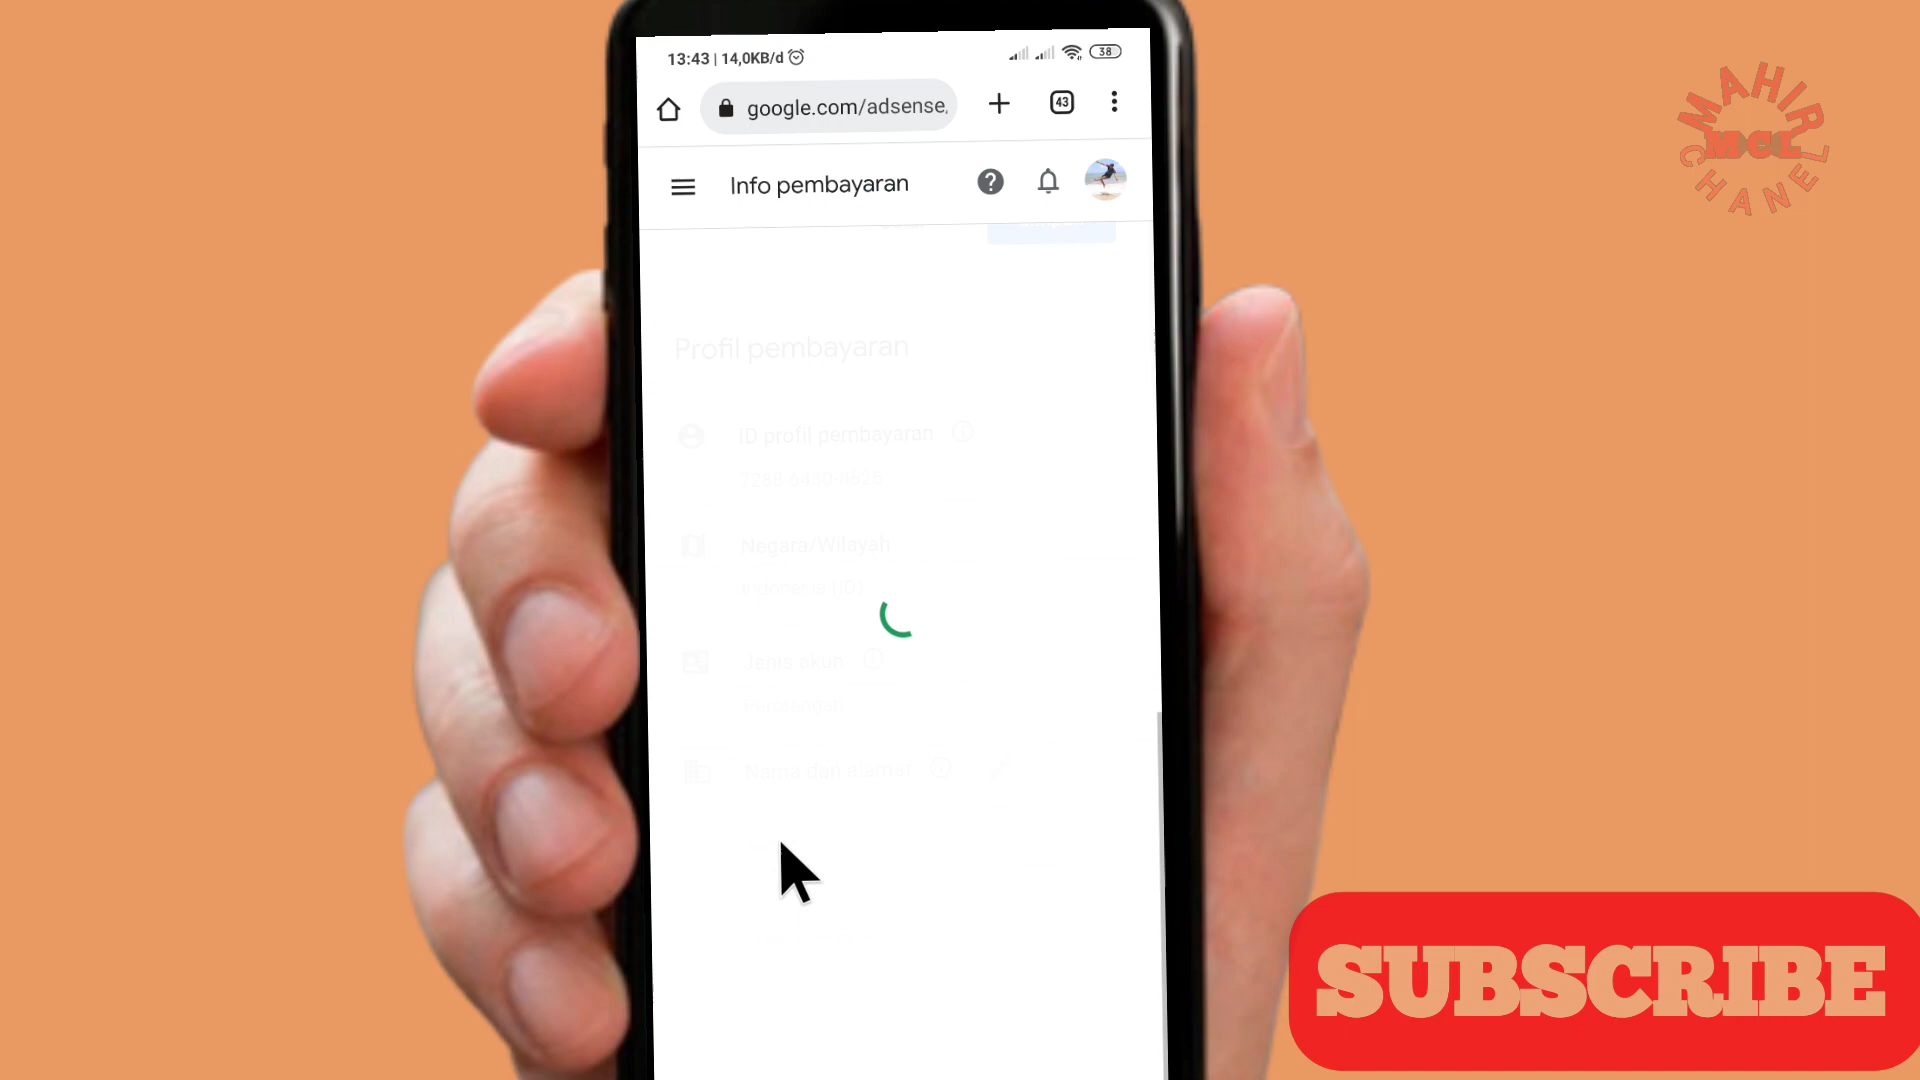 13:43 | 14,0KB/d
38
google.com/adsense
43
Info pembayaran
Profil pembayaran
ID profil pembayaran
Negara/Wilayah
Indonesia (ID)
Jenis akun
Nama dan alamat
MAHIR
MCL
CHANEL
SUBSCRIBE